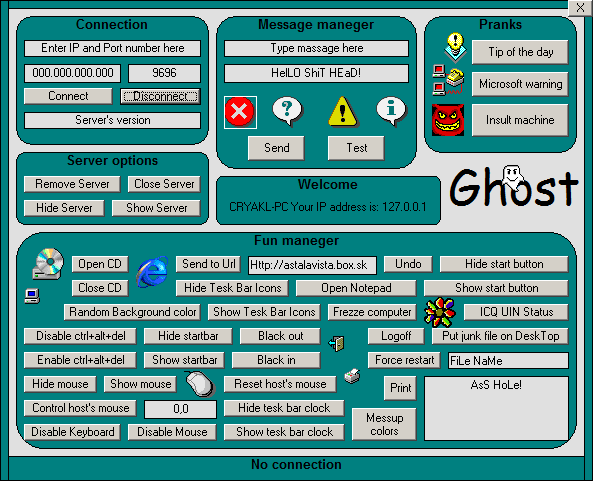 X
Connection
Enter IP and Port number here
000.000.000.000
9696
Connect
Disconnect
Server's version
Message maneger
Type massage here
HelLO ShiT HEaD!
Send
Test
Pranks
Tip of the day
Microsoft warning
Insult machine
Server options
Remove Server
Close Server
Hide Server
Show Server
Welcome
CRYAKL-PC Your IP address is: 127.0.0.1
Ghost
Fun maneger
Open CD
Send to Url
Http://astalavista.box.sk
Undo
Hide start button
Close CD
Hide Tesk Bar Icons
Open Notepad
Show start button
Random Background color
Show Tesk Bar Icons
Frezze computer
ICQ UIN Status
Disable ctrl+alt+del
Hide startbar
Black out
Logoff
Put junk file on DeskTop
Enable ctrl+alt+del
Show startbar
Black in
Force restart
FiLe NaMe
Hide mouse
Show mouse
Reset host's mouse
Print
AsS HoLe!
Control host's mouse
0,0
Hide tesk bar clock
Messup
colors
Disable Keyboard
Disable Mouse
Show tesk bar clock
No connection